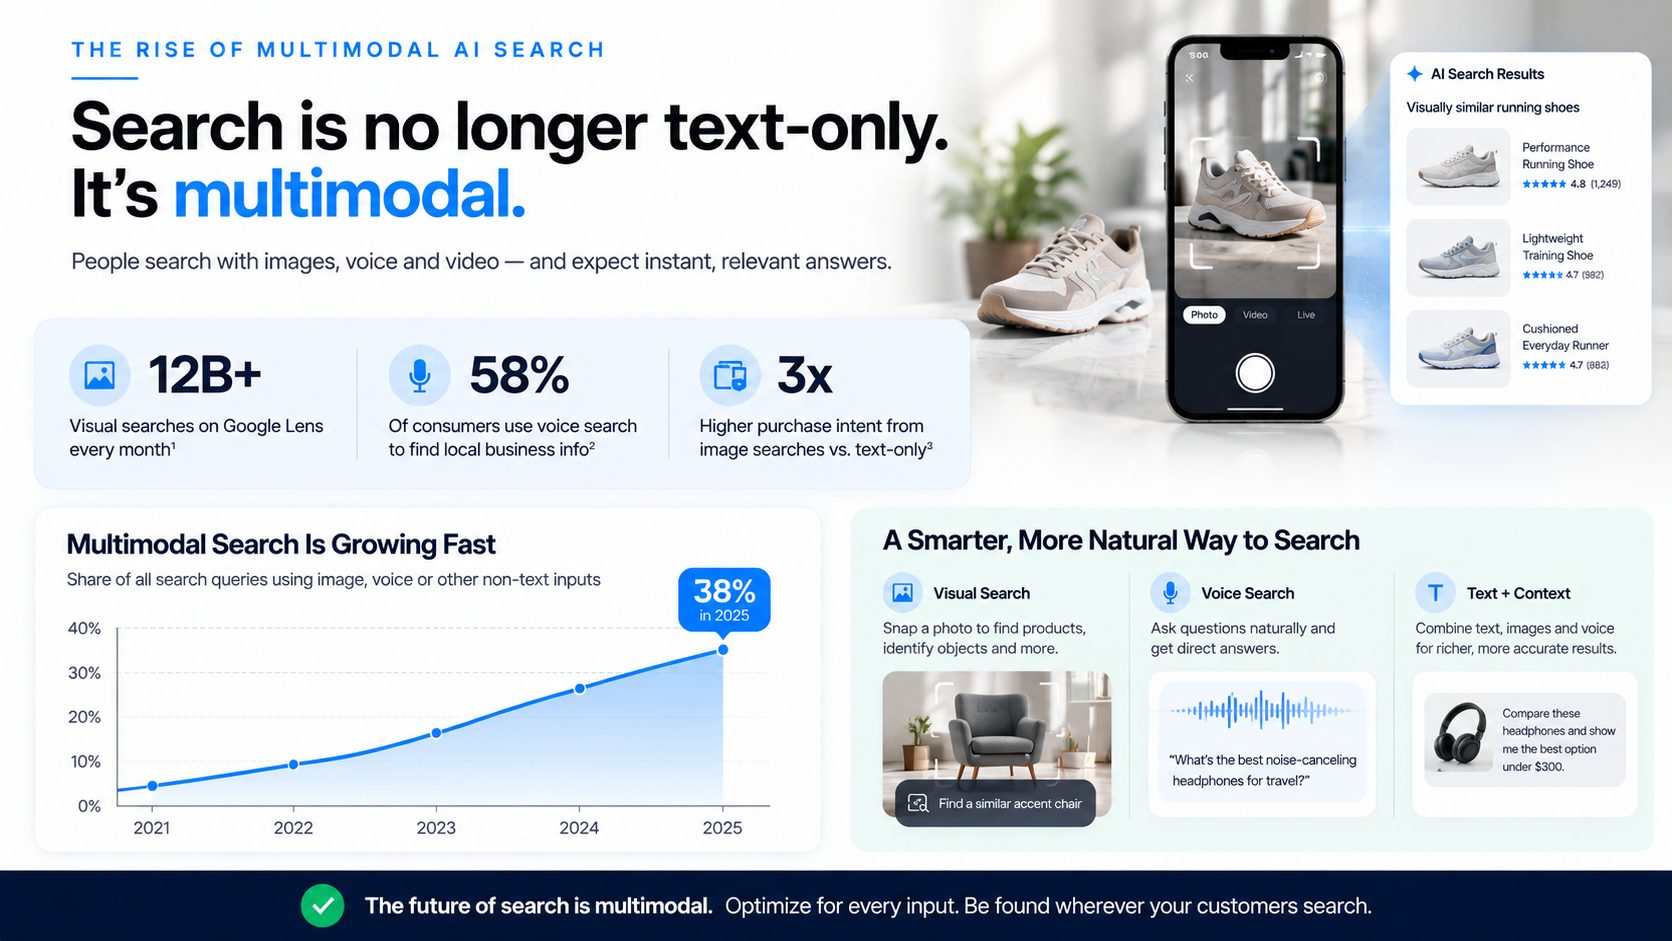 THE RISE OF MULTIMODAL AI SEARCH
Search is no longer text-only.
It's multimodal.
People search with images, voice and video — and expect instant, relevant answers.
12B+
Visual searches on Google Lens
every month¹
58%
Of consumers use voice search
to find local business info²
3x
Higher purchase intent from
image searches vs. text-only³
Photo
Video
Live
AI Search Results
Visually similar running shoes
Performance
Running Shoe
4.8 (1,249)
Lightweight
Training Shoe
4.7 (982)
Cushioned
Everyday Runner
4.7 (882)
Multimodal Search Is Growing Fast
Share of all search queries using image, voice or other non-text inputs
38%
in 2025
40%
30%
20%
10%
0%
2021
2022
2023
2024
2025
A Smarter, More Natural Way to Search
Visual Search
Snap a photo to find products,
identify objects and more.
Find a similar accent chair
Voice Search
Ask questions naturally and
get direct answers.
“What's the best noise-canceling
headphones for travel?”
T
Text + Context
Combine text, images and voice
for richer, more accurate results.
Compare these
headphones and show
me the best option
under $300.
The future of search is multimodal. Optimize for every input. Be found wherever your customers search.